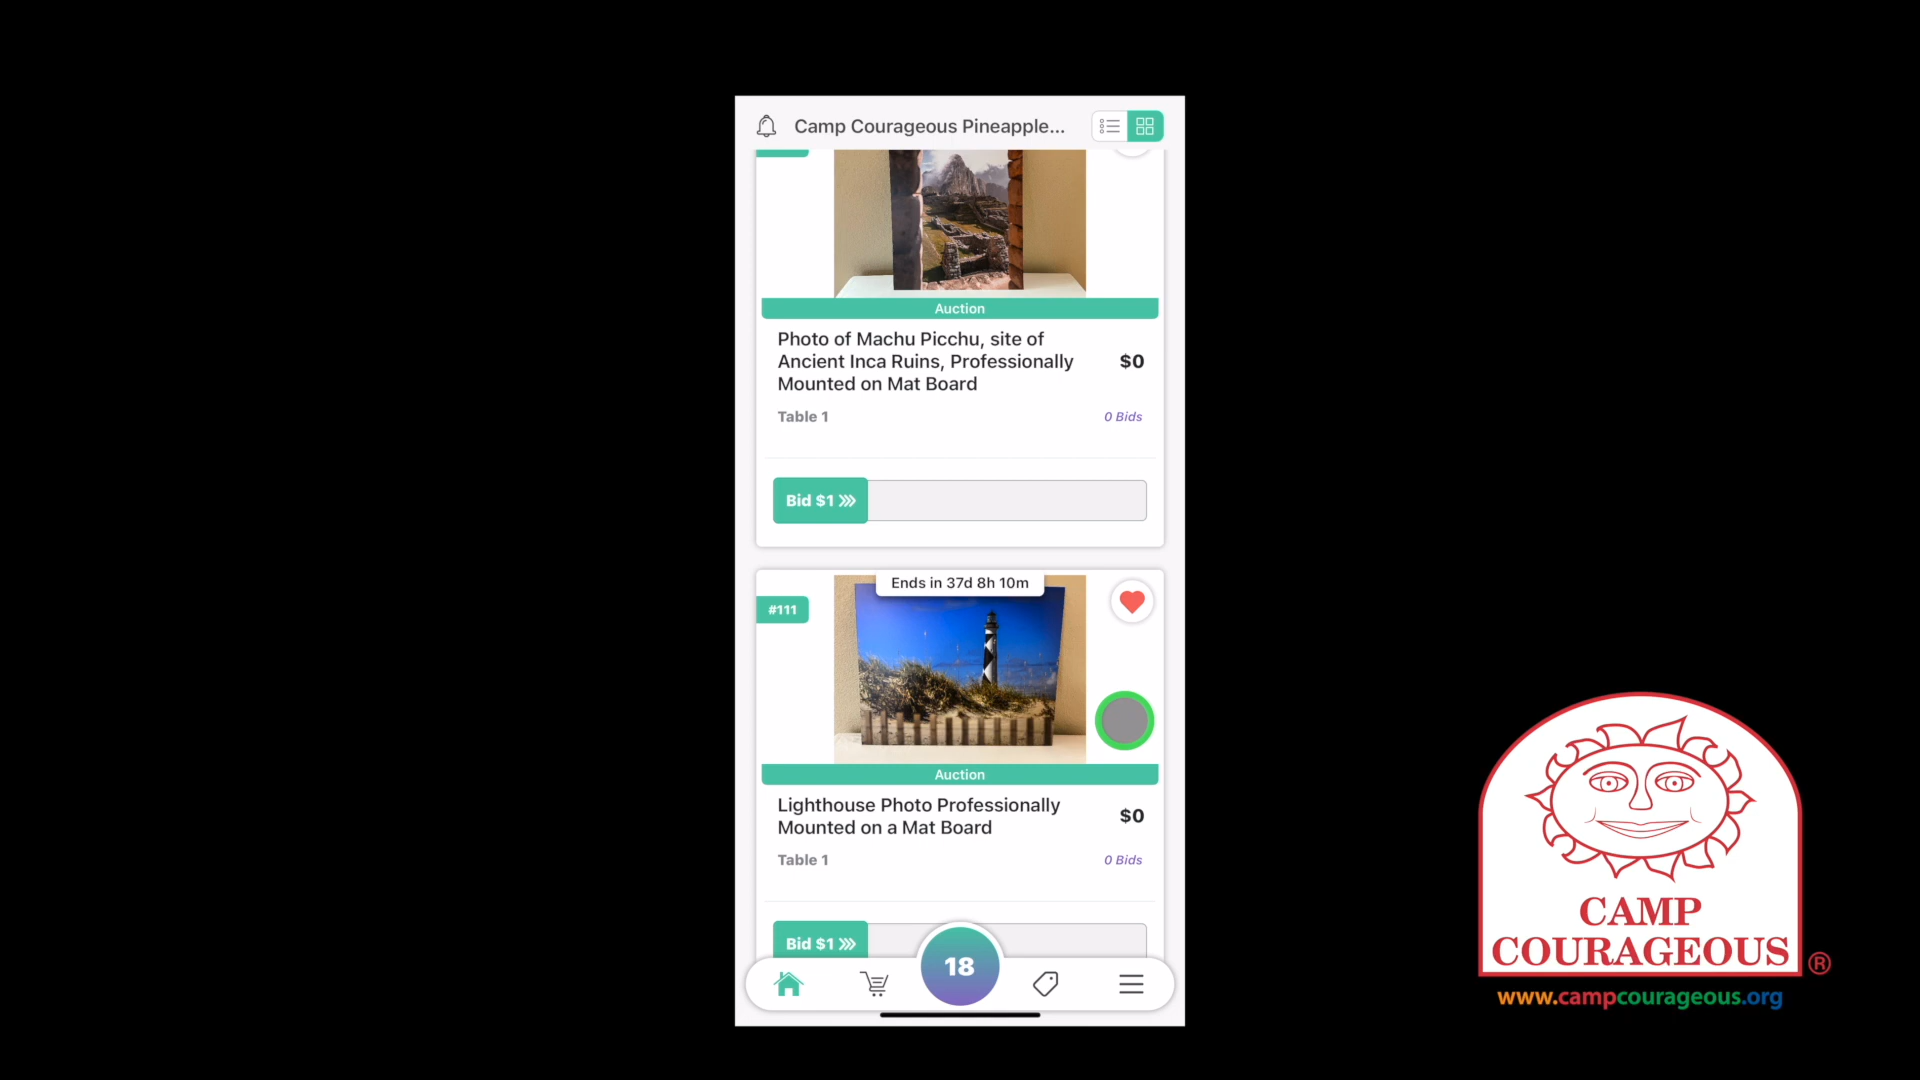 Camp Courageous Pineapple...
Auction
Photo of Machu Picchu, site of
Ancient Inca Ruins, Professionally
Mounted on Mat Board
$0
Table 1
0 Bids
Bid $1
Ends in 37d 8h 10m
#111
Auction
Lighthouse Photo Professionally
Mounted on a Mat Board
$0
Table 1
0 Bids
Bid $1
18
CAMP
COURAGEOUS
®
www.campcourageous.org